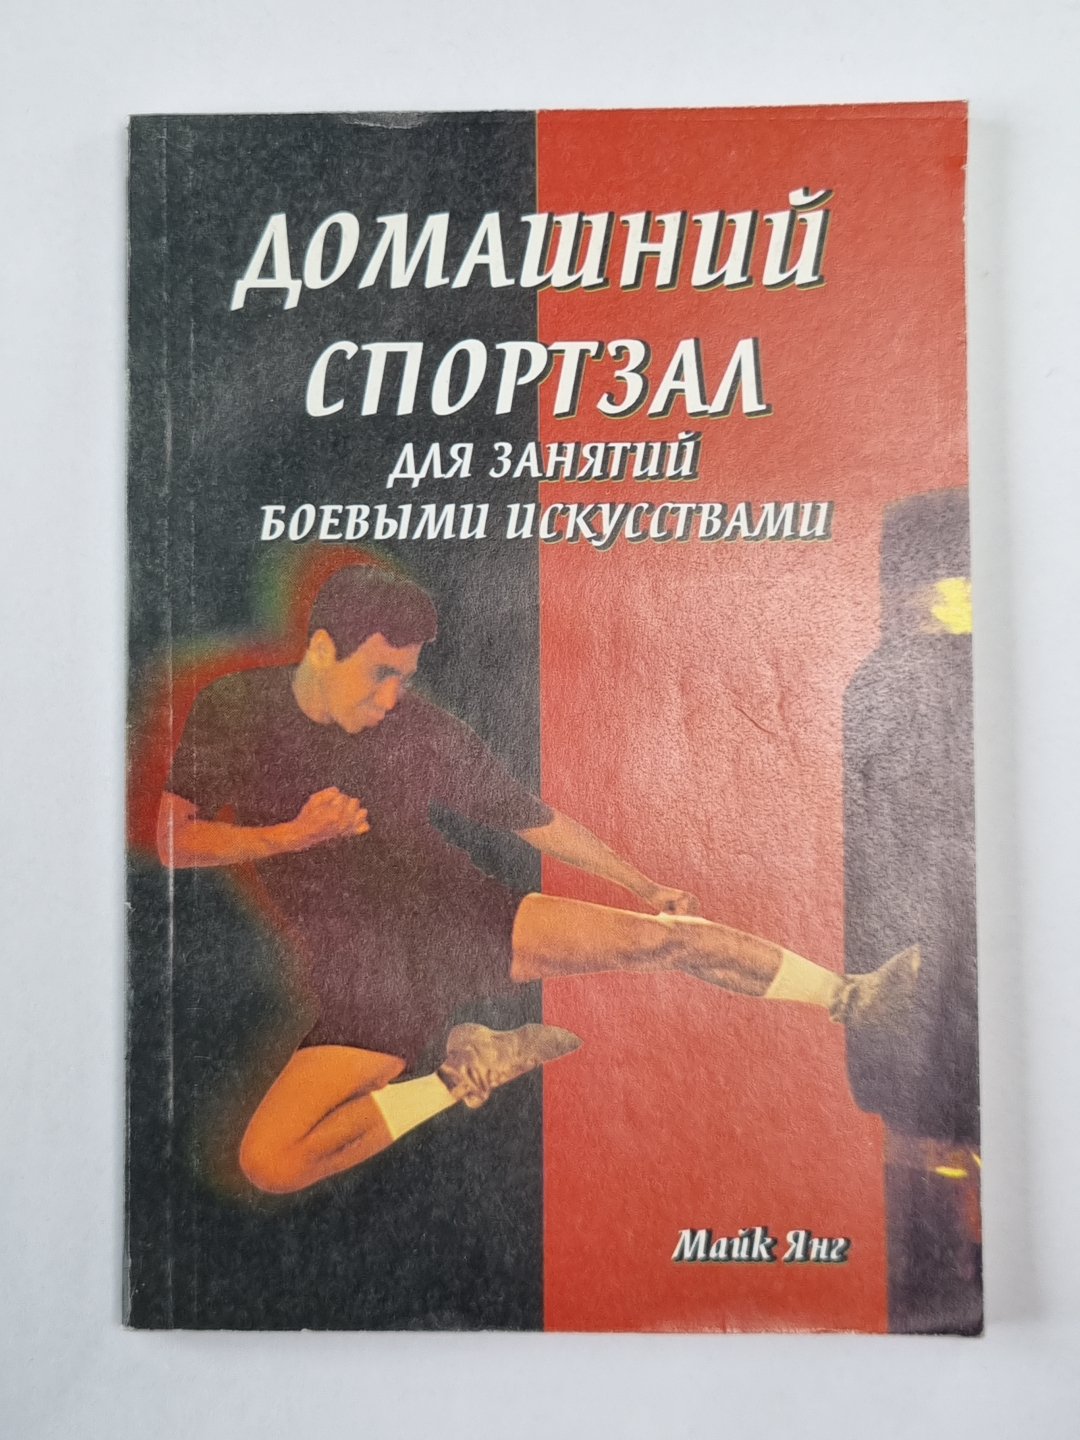 ДОМАШНИЙ
СПОРТЗАЛ
ДЛЯ ЗАНЯТИЙ
БОЕВЫМИ ИСКУССТВАМИ
Майк Янг